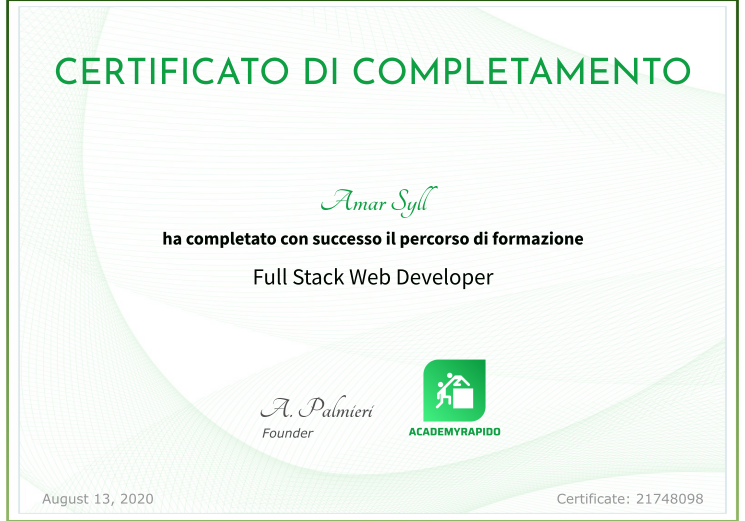 CERTIFICATO DI COMPLETAMENTO
Amar Syll
ha completato con successo il percorso di formazione
Full Stack Web Developer
A. Palmieri
Founder
ACADEMYRAPIDO
August 13, 2020
Certificate: 21748098